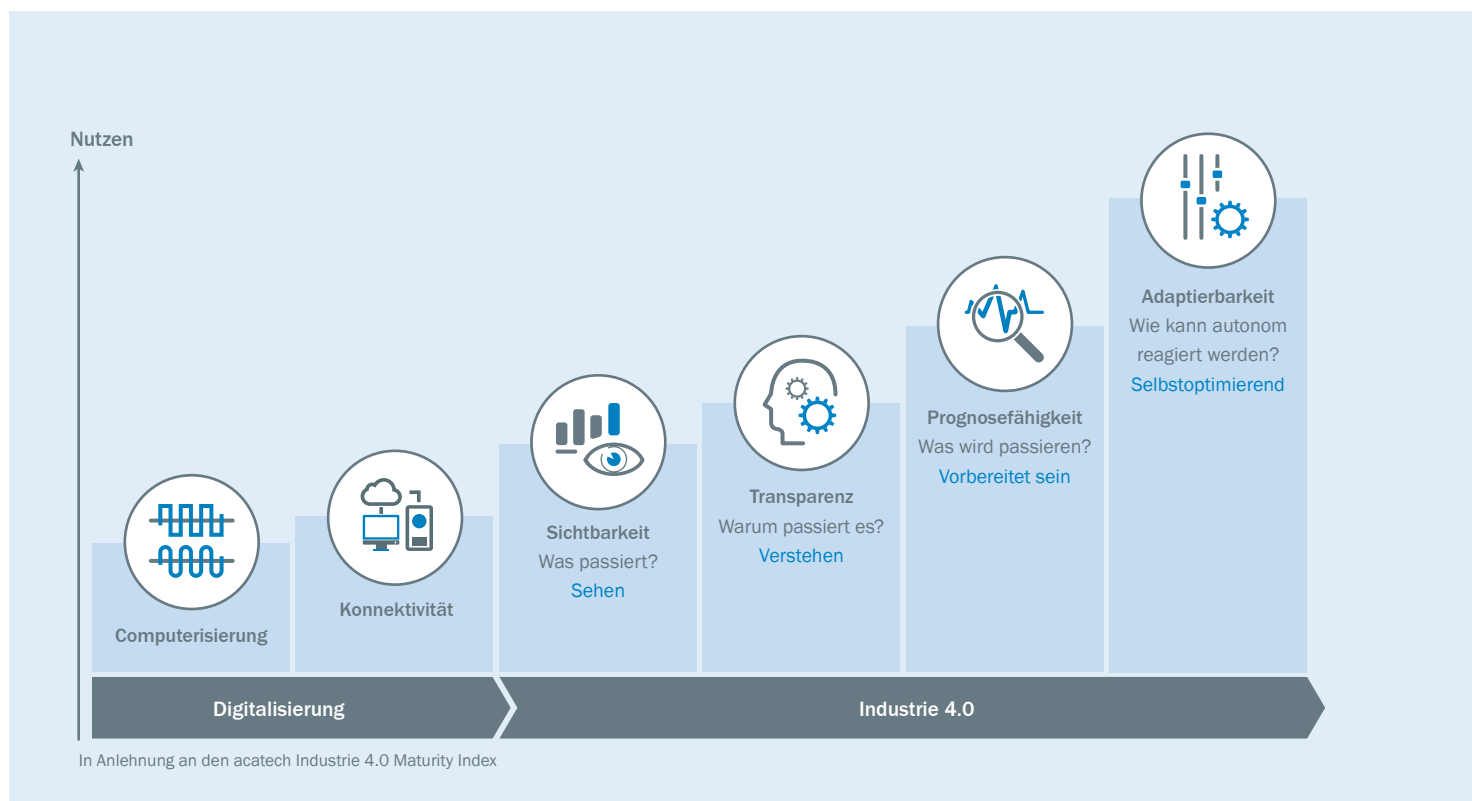 Nutzen
Computerisierung
Konnektivität
Sichtbarkeit
Was passiert?
Sehen
Transparenz
Warum passiert es?
Verstehen
Prognosefähigkeit
Was wird passieren?
Vorbereitet sein
Adaptierbarkeit
Wie kann autonom
reagiert werden?
Selbstoptimierend
Digitalisierung
Industrie 4.0
In Anlehnung an den acatech Industrie 4.0 Maturity Index